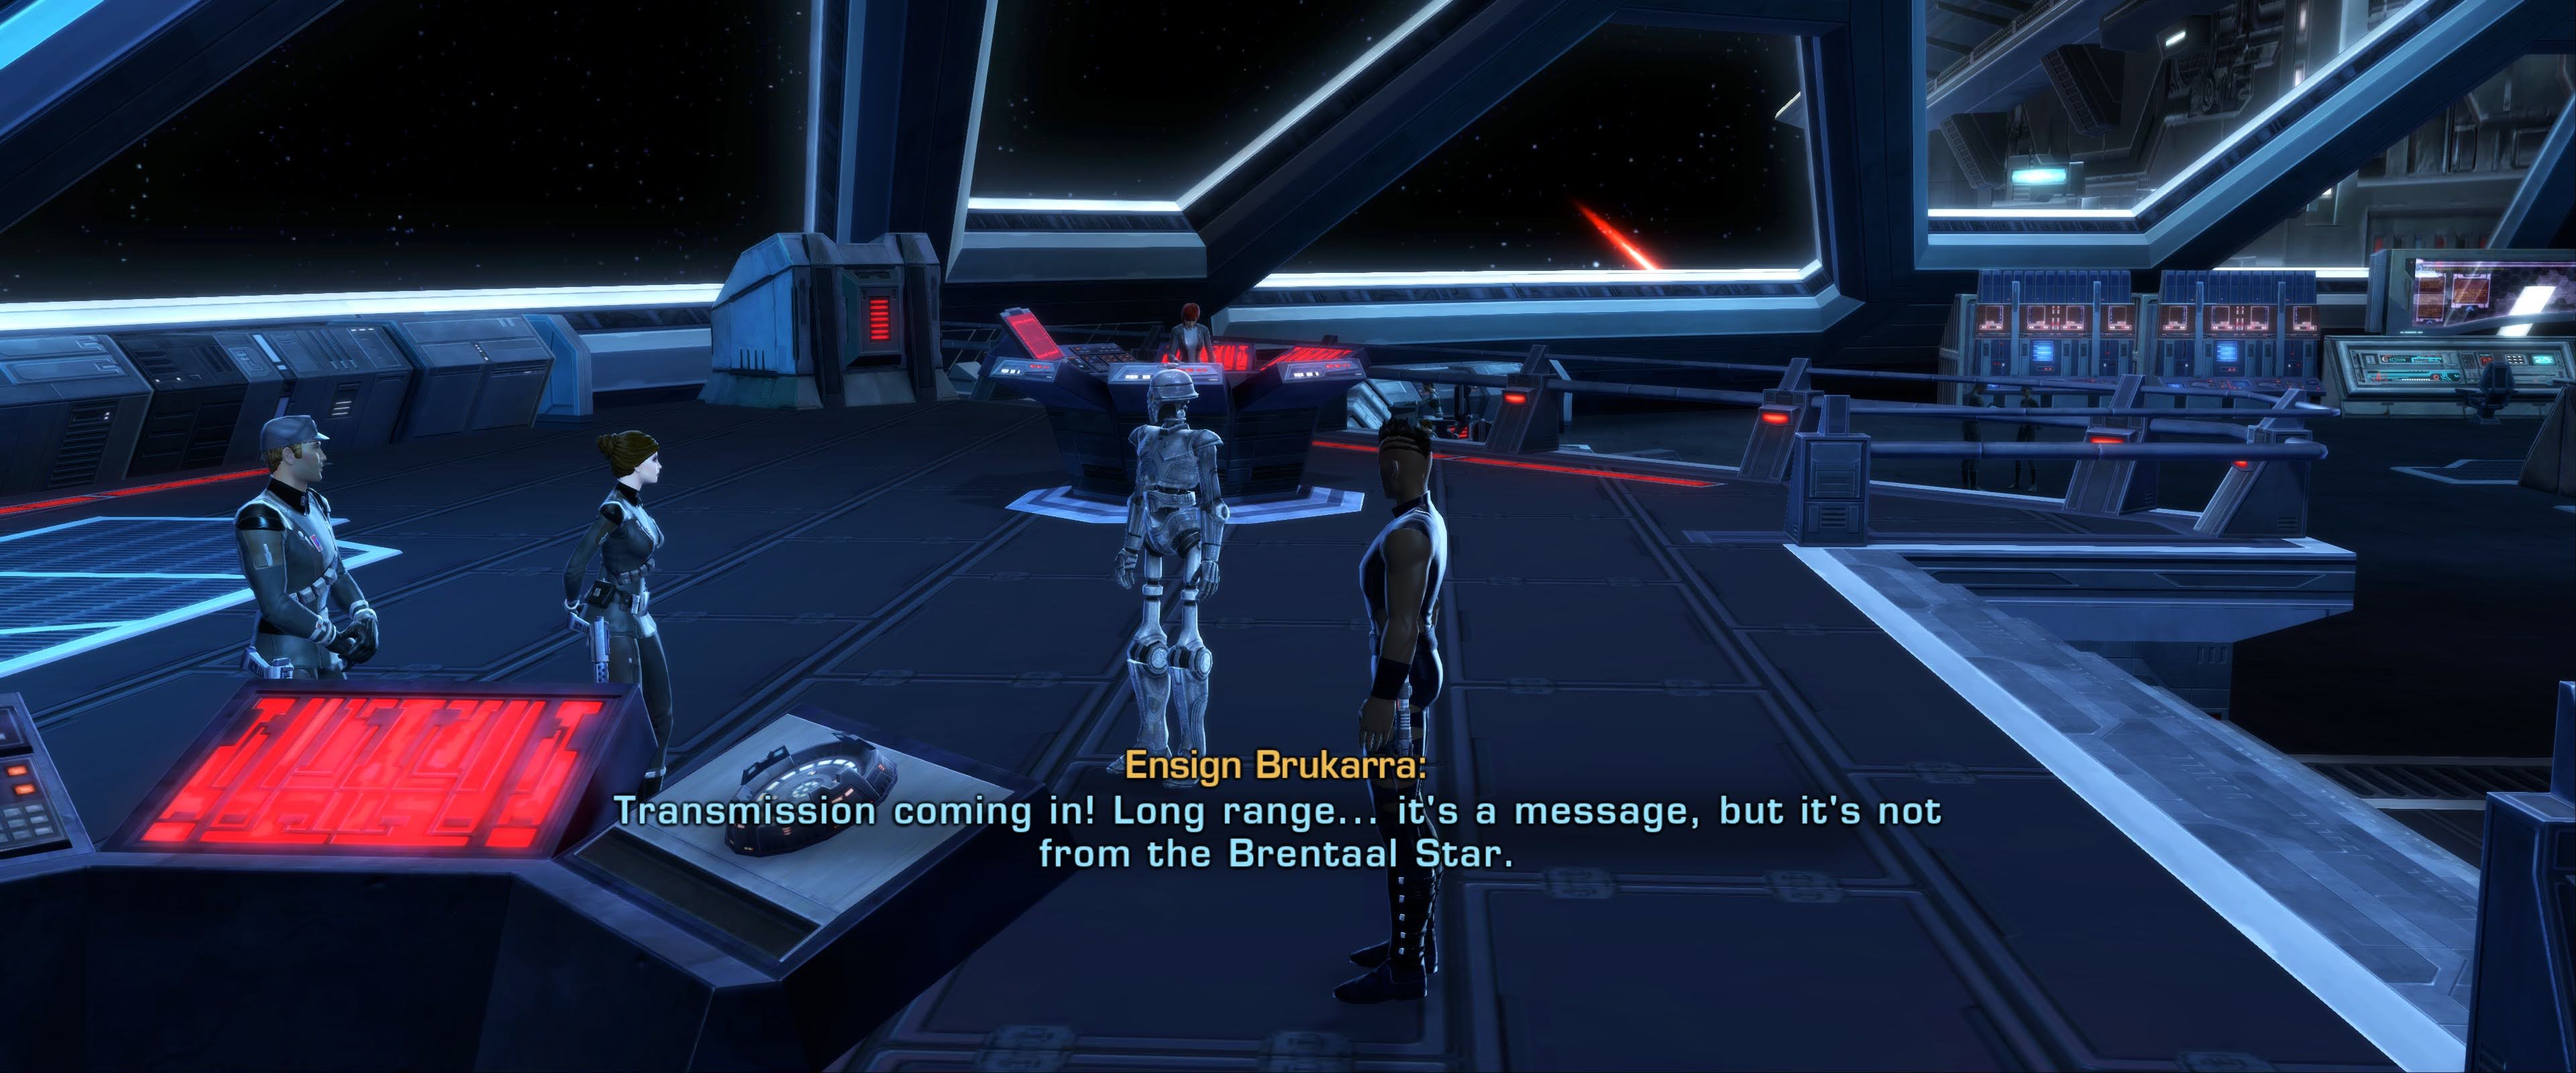 Ensign Brukarra:
Transmission coming in! Long range... it's a message, but it's not
from the Brentaal Star.